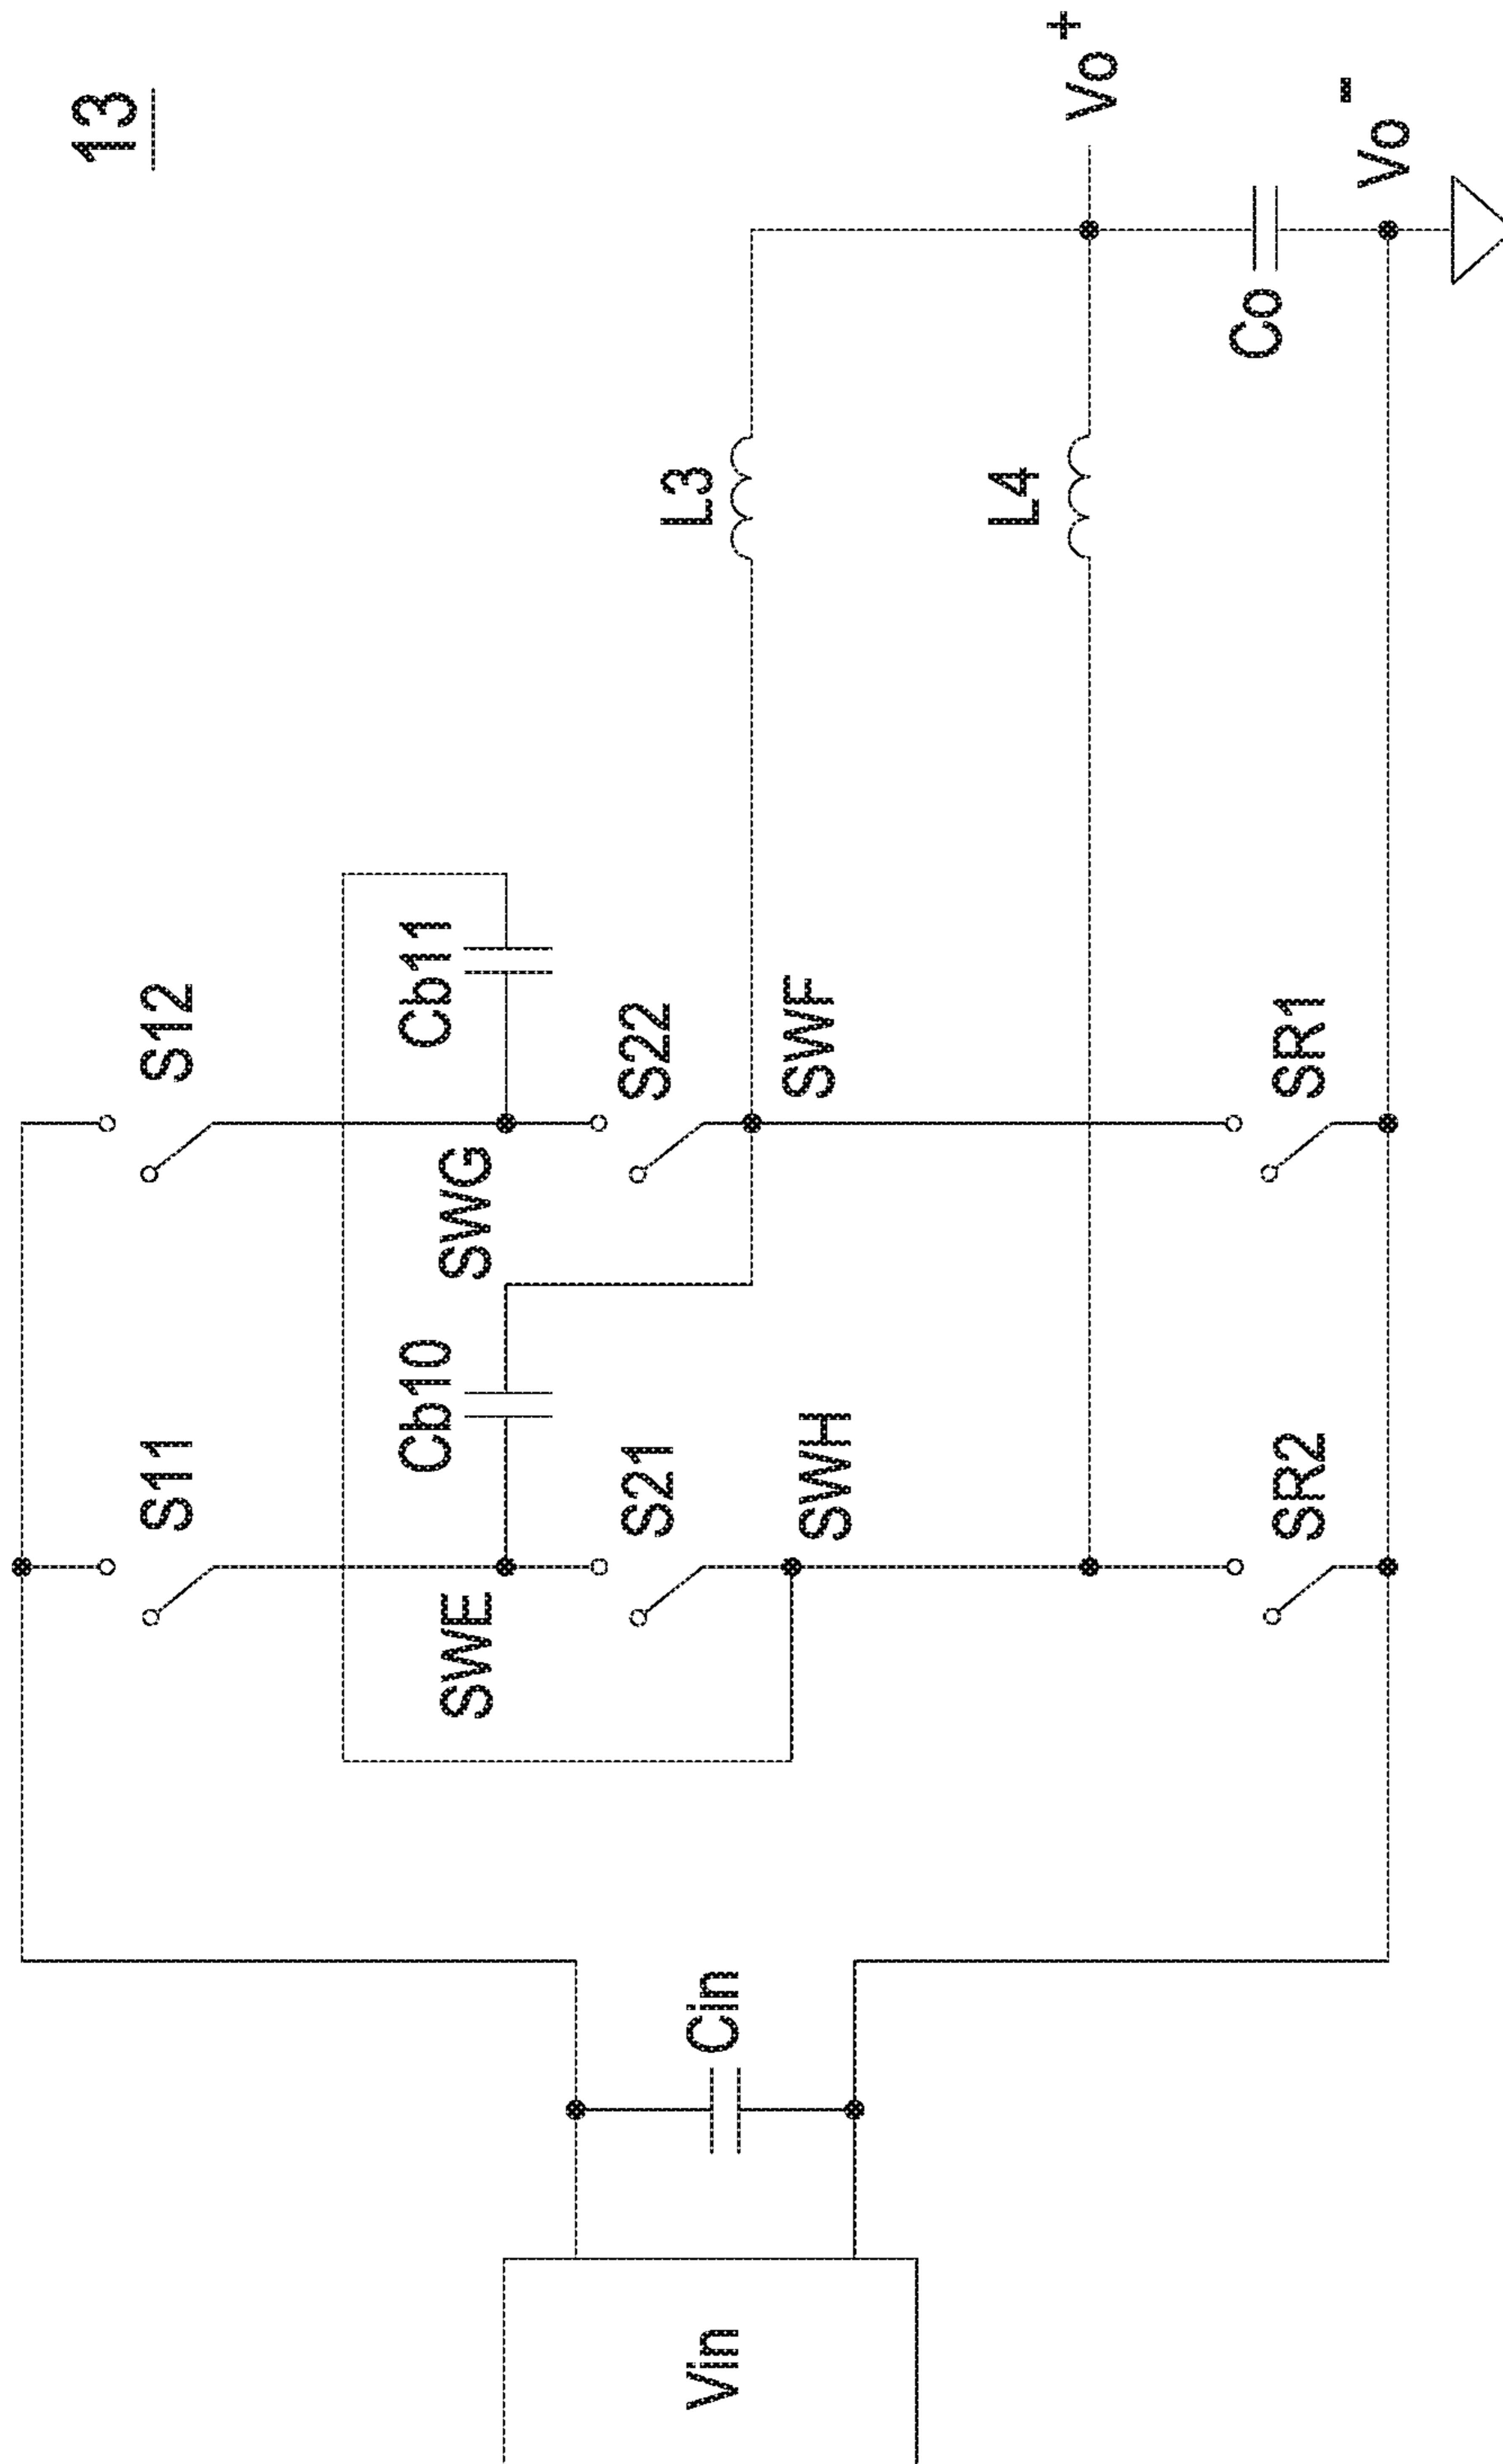 13
S11
S12
Cb10
Cb11
SWE
SWG
S21
S22
SWH
SWF
L3
L4
Vin
Cin
SR2
SR1
Co
Vo+
Vo-